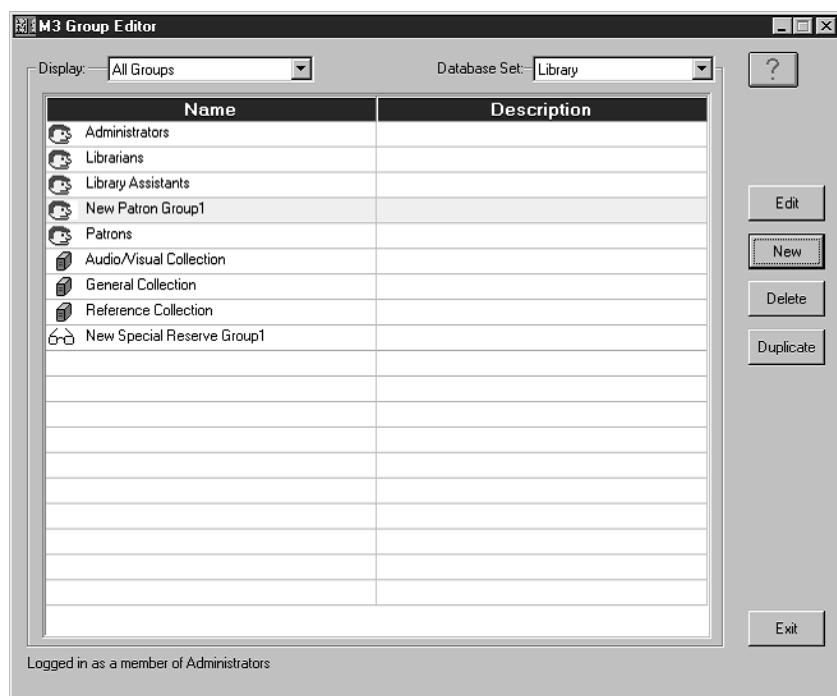 M3 Group Editor
Display: All Groups Database Set: Library ?
Name Description
Administrators
Librarians
Library Assistants
New Patron Group1
Patrons
Audio/Visual Collection
General Collection
Reference Collection
New Special Reserve Group1
Edit
New
Delete
Duplicate
Exit
Logged in as a member of Administrators